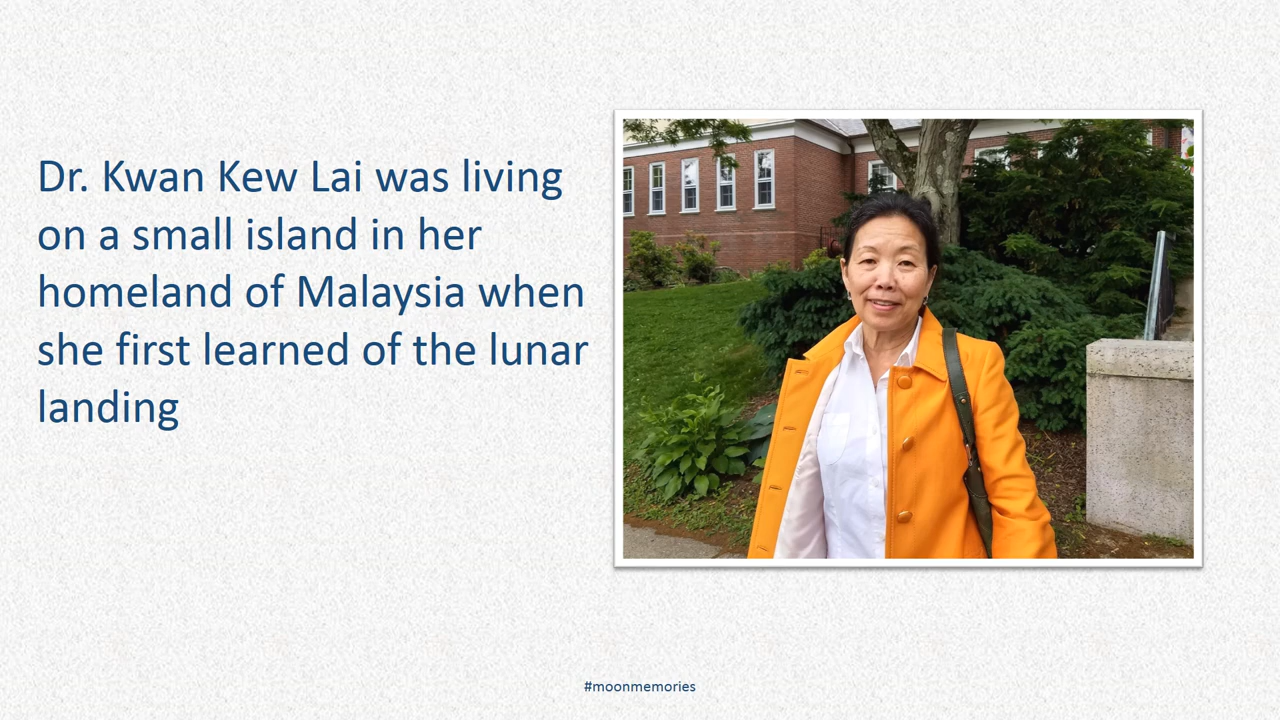 Dr. Kwan Kew Lai was living
on a small island in her
homeland of Malaysia when
she first learned of the lunar
landing
#moonmemories